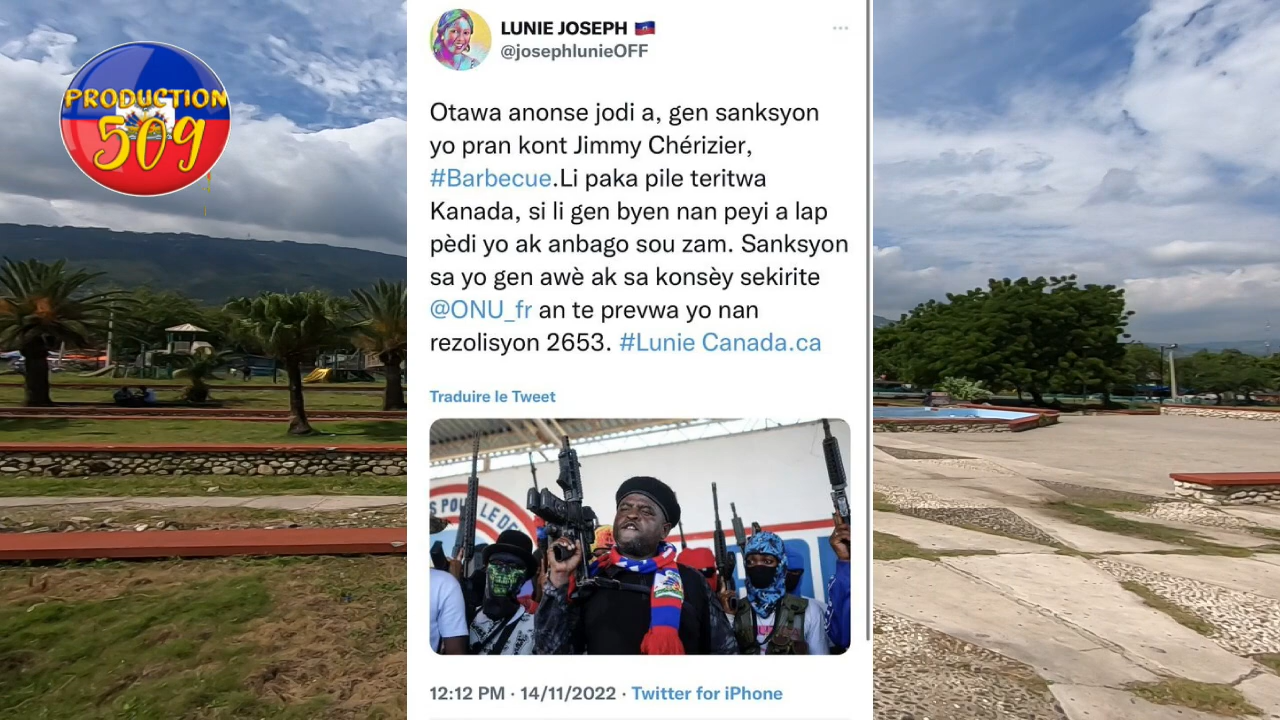 PRODUCTION
509
LUNIE JOSEPH 🇭🇹
@josephlunieOFF
Otawa anonse jodi a, gen sanksyon
yo pran kont Jimmy Chérizier,
#Barbecue.Li paka pile teritwa
Kanada, si li gen byen nan peyi a lap
pèdi yo ak anbago sou zam. Sanksyon
sa yo gen awè ak sa konsèy sekirite
@ONU_fr an te prevwa yo nan
rezolisyon 2653. #Lunie Canada.ca
Traduire le Tweet
S POUR LE DE
12:12 PM · 14/11/2022 · Twitter for iPhone